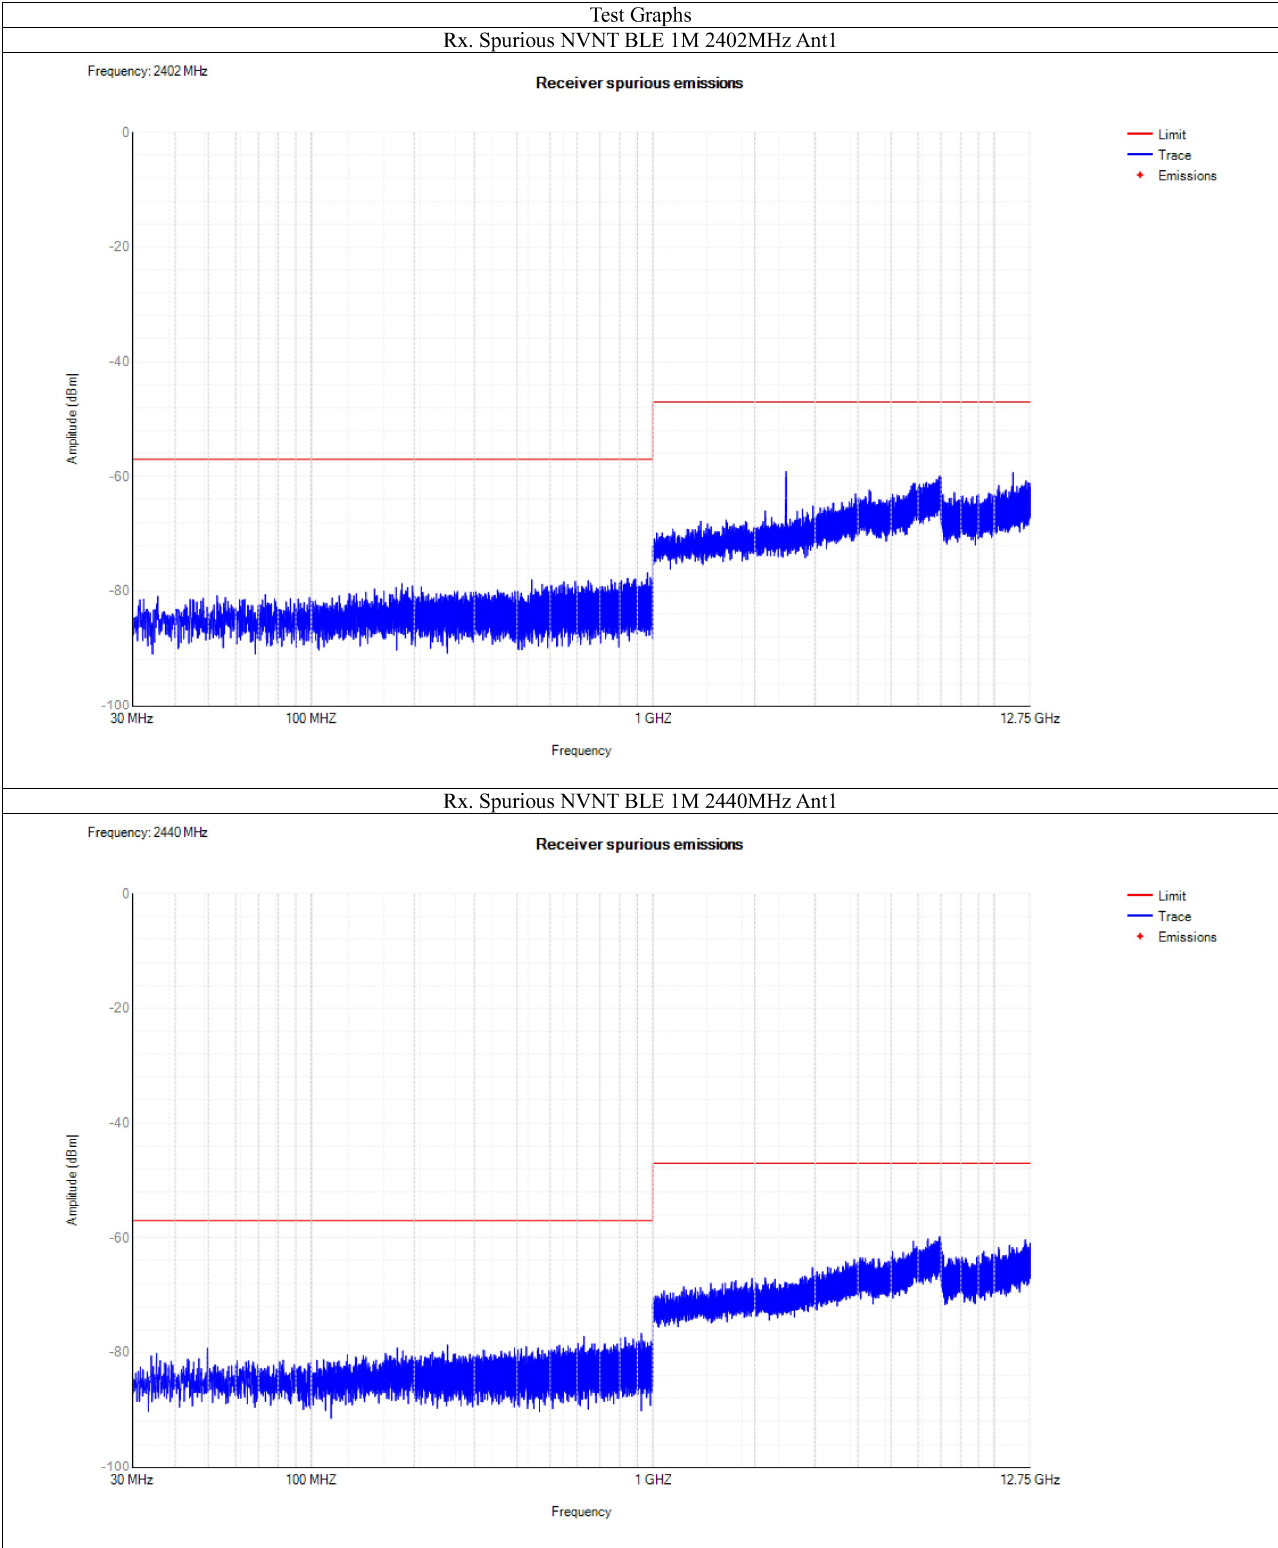 Test Graphs
Rx. Spurious NVNT BLE 1M 2402MHz Ant1
Frequency: 2402 MHz
Receiver spurious emissions
0
-20
-40
-60
-80
-100
Amplitude [dBm]
30 MHz
100 MHZ
1 GHZ
12.75 GHz
Frequency
Limit
Trace
Emissions
Rx. Spurious NVNT BLE 1M 2440MHz Ant1
Frequency: 2440 MHz
Receiver spurious emissions
0
-20
-40
-60
-80
-100
Amplitude [dBm]
30 MHz
100 MHZ
1 GHZ
12.75 GHz
Frequency
Limit
Trace
Emissions